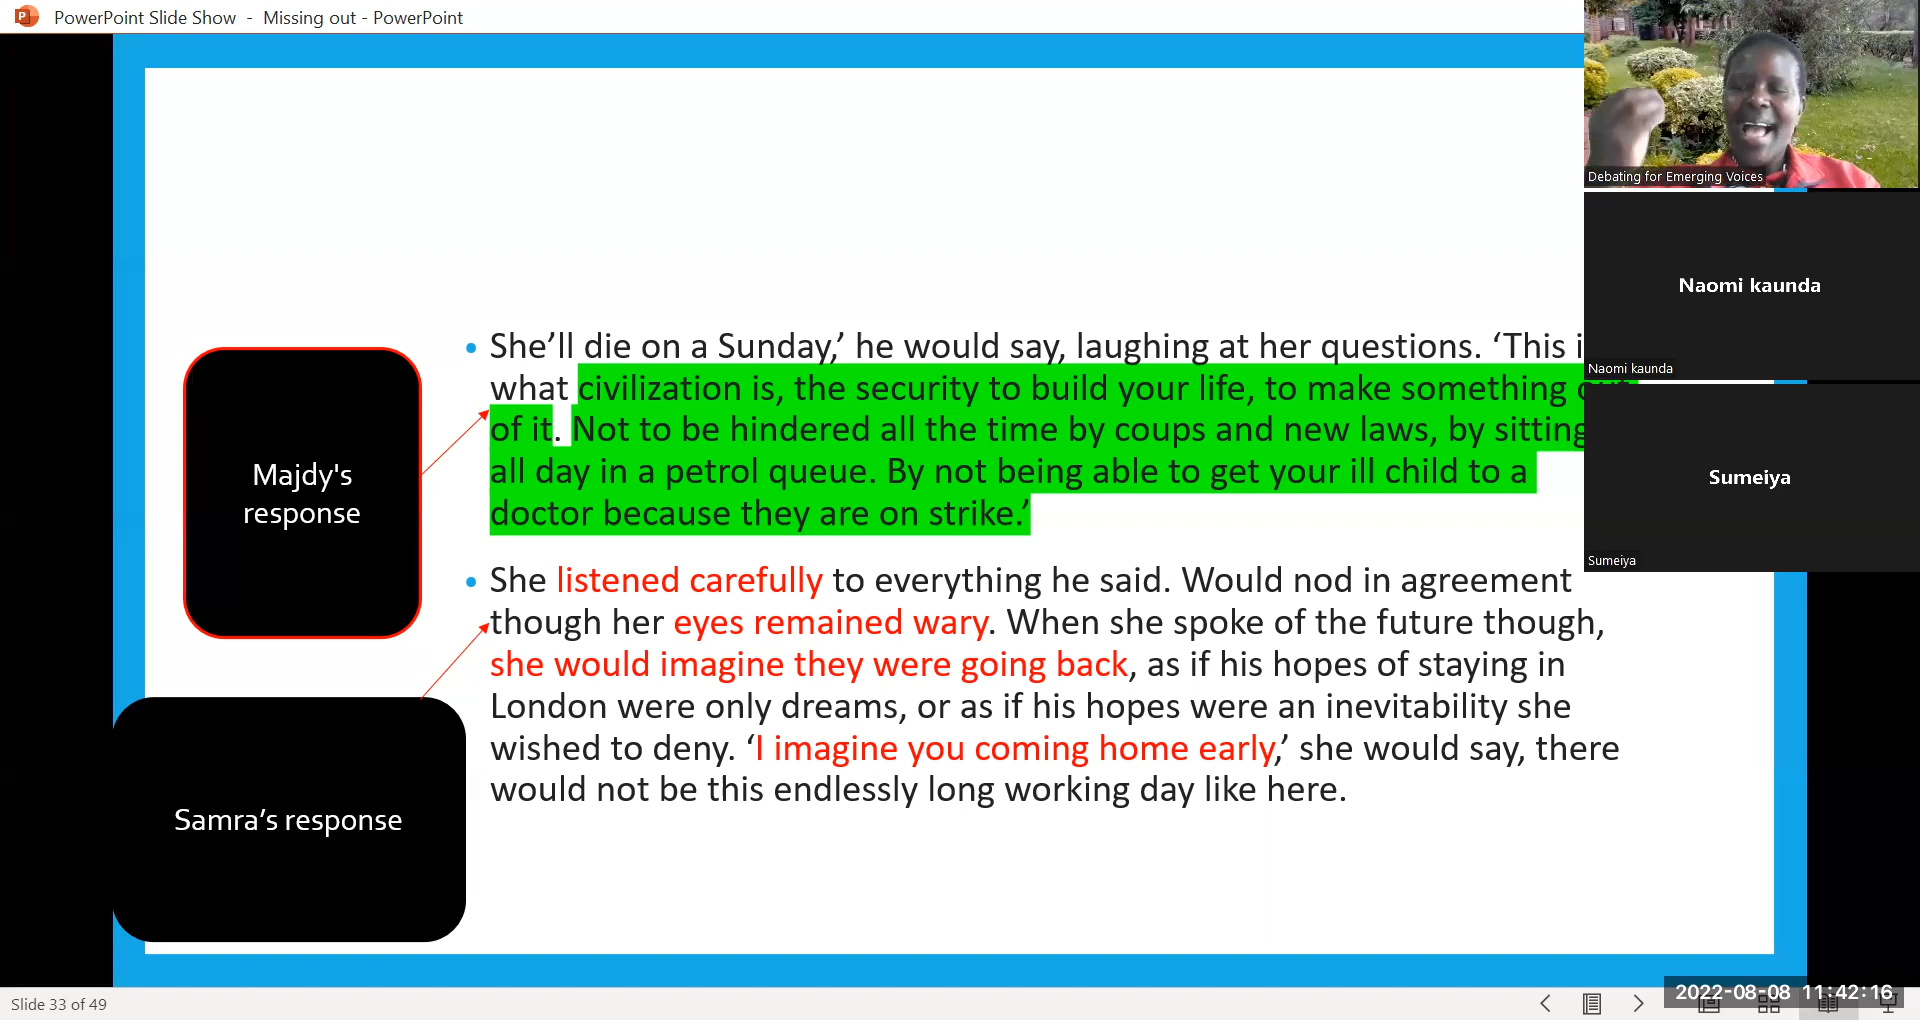 PowerPoint Slide Show - Missing out - PowerPoint
Debating for Emerging Voices
Naomi kaunda
Naomi kaunda
Sumeiya
Sumeiya
Majdy's
response
• She’ll die on a Sunday,’ he would say, laughing at her questions. ‘This
what civilization is, the security to build your life, to make something
of it. Not to be hindered all the time by coups and new laws, by sitting
all day in a petrol queue. By not being able to get your ill child to a
doctor because they are on strike.’
Samra’s response
• She listened carefully to everything he said. Would nod in agreement
though her eyes remained wary. When she spoke of the future though,
she would imagine they were going back, as if his hopes of staying in
London were only dreams, or as if his hopes were an inevitability she
wished to deny. ‘I imagine you coming home early,’ she would say, there
would not be this endlessly long working day like here.
Slide 33 of 49
2022-08-08 11:42:16